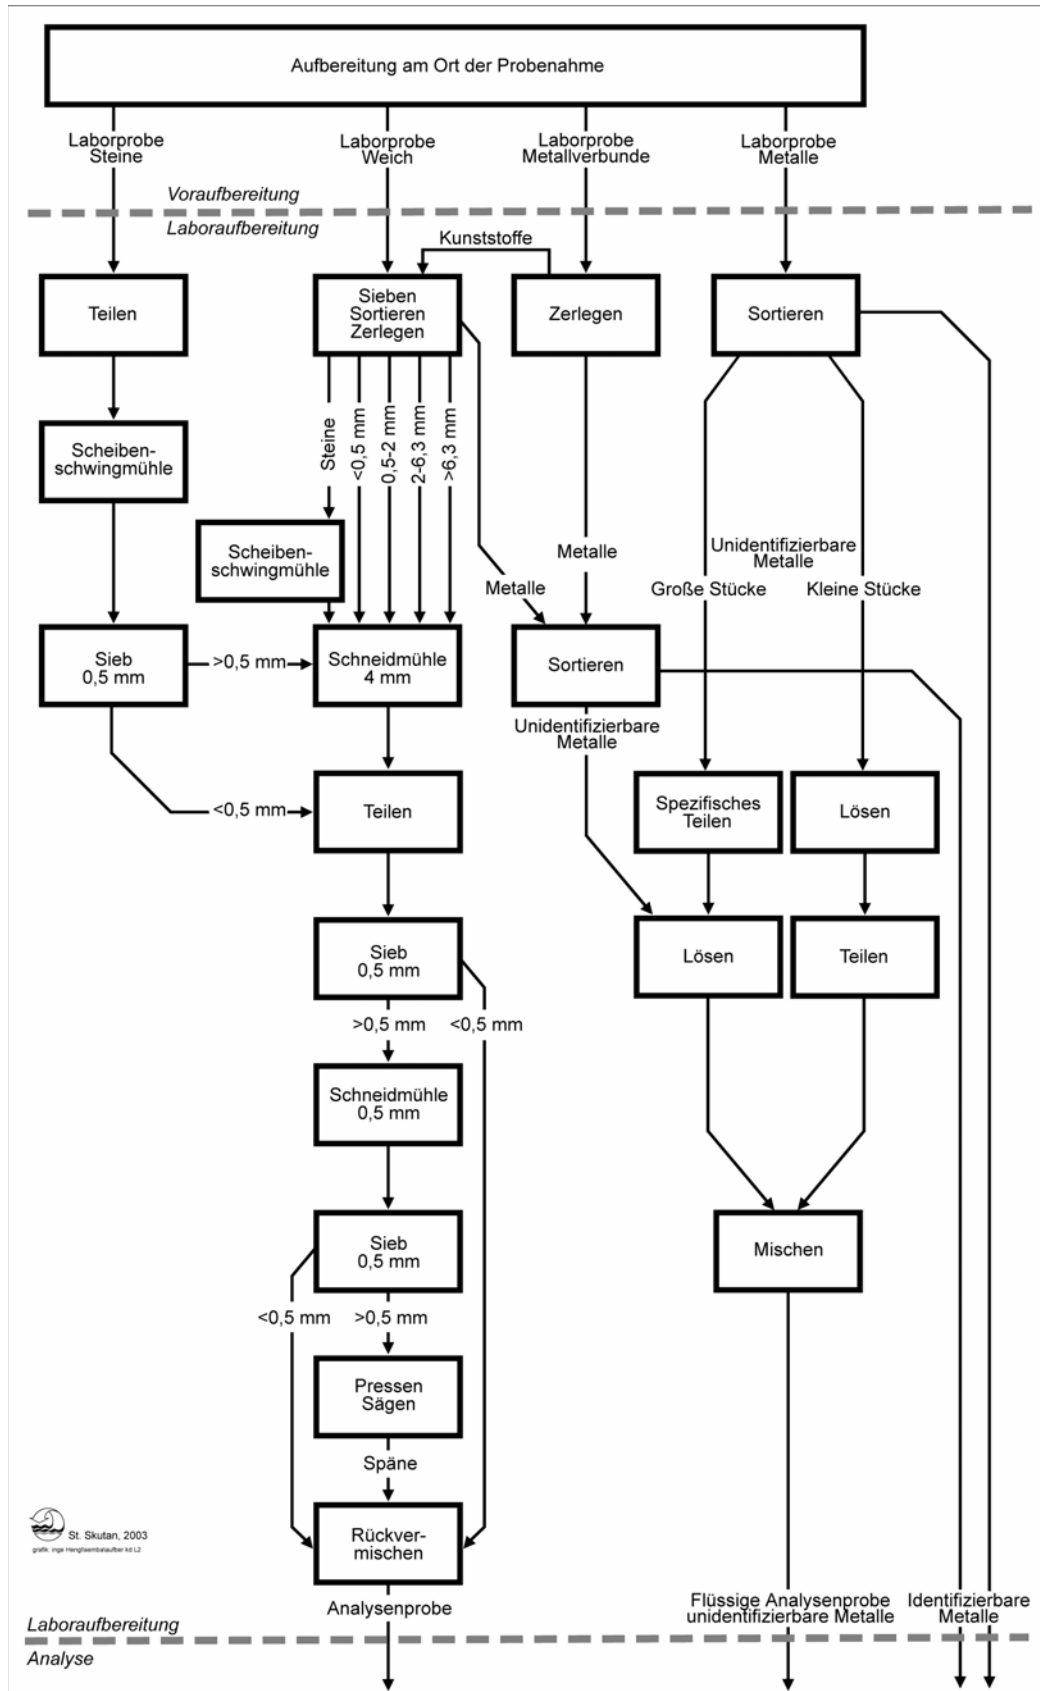 Aufbereitung am Ort der Probenahme
Laborprobe
Steine
Laborprobe
Weich
Laborprobe
Metallverbunde
Laborprobe
Metalle
Voraufbereitung
Laboraufbereitung
Kunststoffe
Teilen
Sieben
Sortieren
Zerlegen
Zerlegen
Sortieren
Steine
<0,5 mm
0,5-2 mm
2-6,3 mm
>6,3 mm
Scheiben-
schwingmühle
Scheiben-
schwingmühle
Metalle
Metalle
Unidentifizierbare
Metalle
Große Stücke
Kleine Stücke
Sieb
0,5 mm
>0,5 mm
Schneidmühle
4 mm
Sortieren
Unidentifizierbare
Metalle
<0,5 mm
Teilen
Spezifisches
Teilen
Lösen
Sieb
0,5 mm
Lösen
Teilen
>0,5 mm
<0,5 mm
Schneidmühle
0,5 mm
Sieb
0,5 mm
Mischen
<0,5 mm
>0,5 mm
Pressen
Sägen
Späne
Rückver-
mischen
St. Skutan, 2003
Analysenprobe
Flüssige Analysenprobe
unidentifizierbare Metalle
Identifizierbare
Metalle
Laboraufbereitung
Analyse